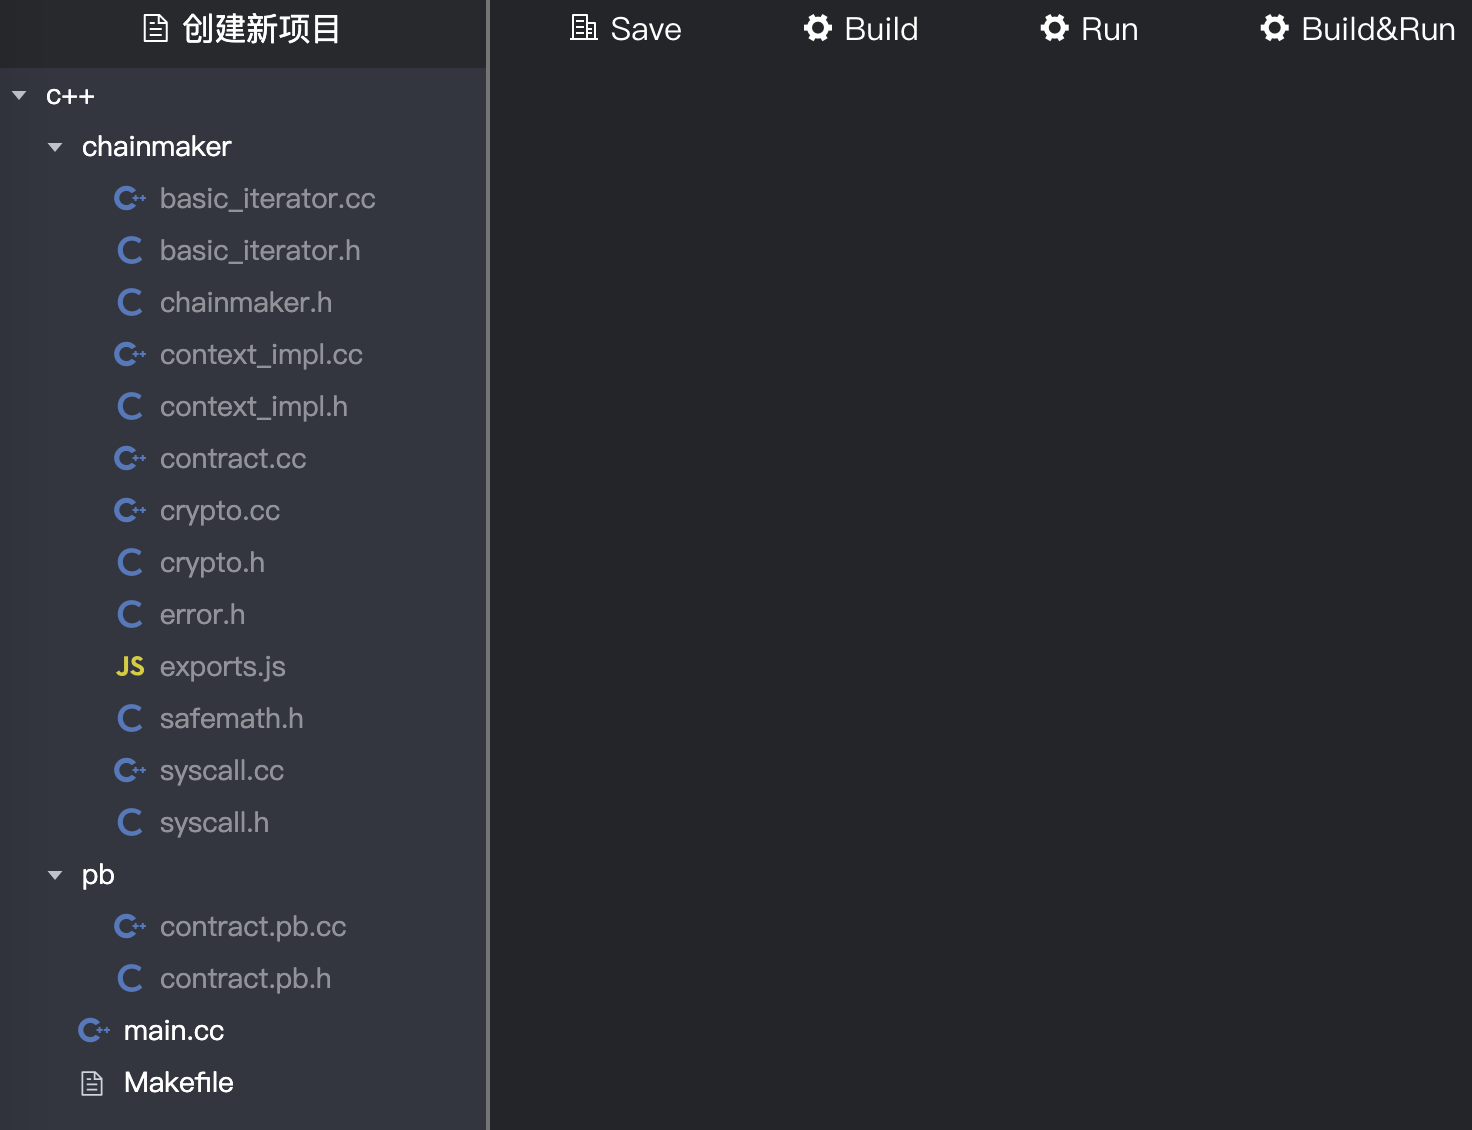 创建新项目
Save Build Run Build&Run
c++
chainmaker
basic_iterator.cc
basic_iterator.h
chainmaker.h
context_impl.cc
context_impl.h
contract.cc
crypto.cc
crypto.h
error.h
JS exports.js
safemath.h
syscall.cc
syscall.h
pb
contract.pb.cc
contract.pb.h
main.cc
Makefile